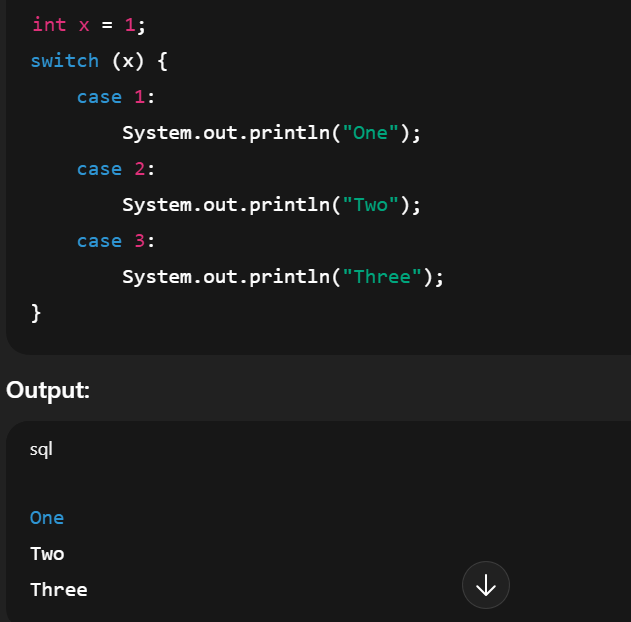 int x = 1;
switch (x) {
    case 1:
        System.out.println("One");
    case 2:
        System.out.println("Two");
    case 3:
        System.out.println("Three");
}
Output:
sql
One
Two
Three